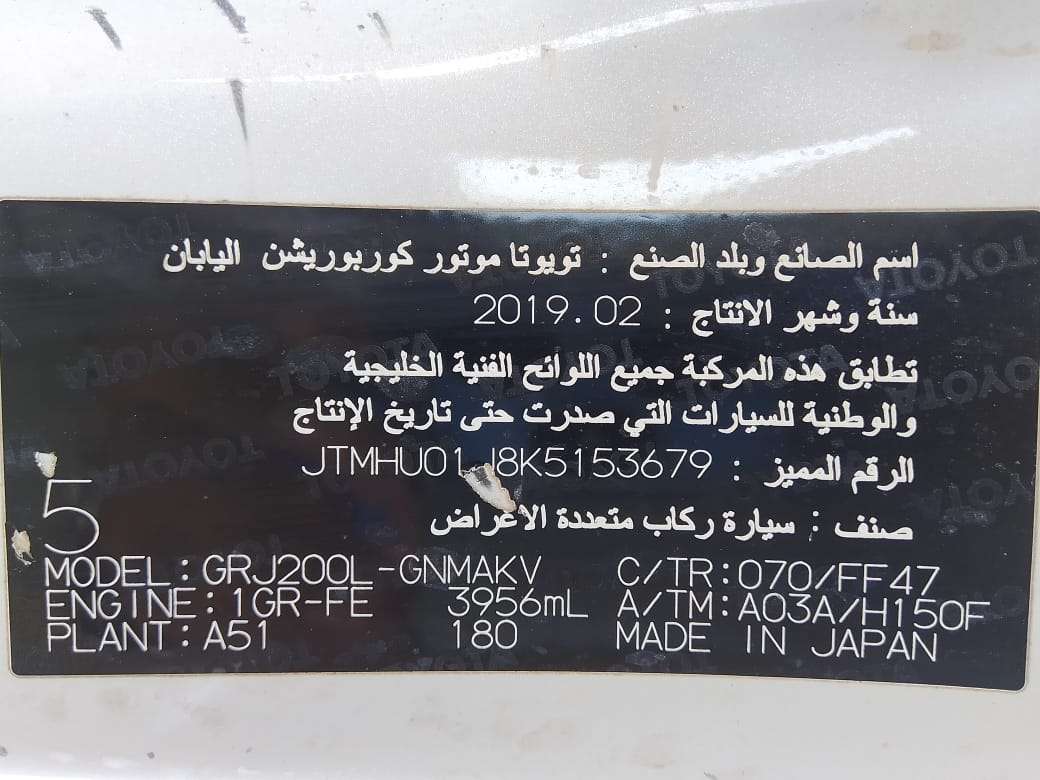 اسم الصانع وبلد الصنع : تويوتا موتور كوربوريشن اليابان
سنة وشهر الانتاج : 2019.02
تطابق هذه المركبة جميع اللوائح الفنية الخليجية
والوطنية للسيارات التي صدرت حتى تاريخ الإنتاج
الرقم المميز : JTMHU01J8K5153679
صنف : سيارة ركاب متعددة الاغراض
5
MODEL: GRJ200L-GNMAKV C/TR: 070/FF47
ENGINE: 1GR-FE 3956mL A/TM: A03A/H150F
PLANT: A51 180 MADE IN JAPAN